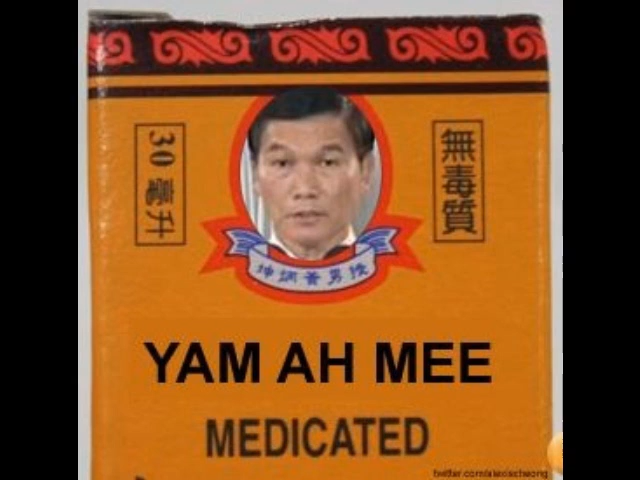 30 毫升
無毒質
YAM AH MEE
MEDICATED
twitter.com/alexischeong